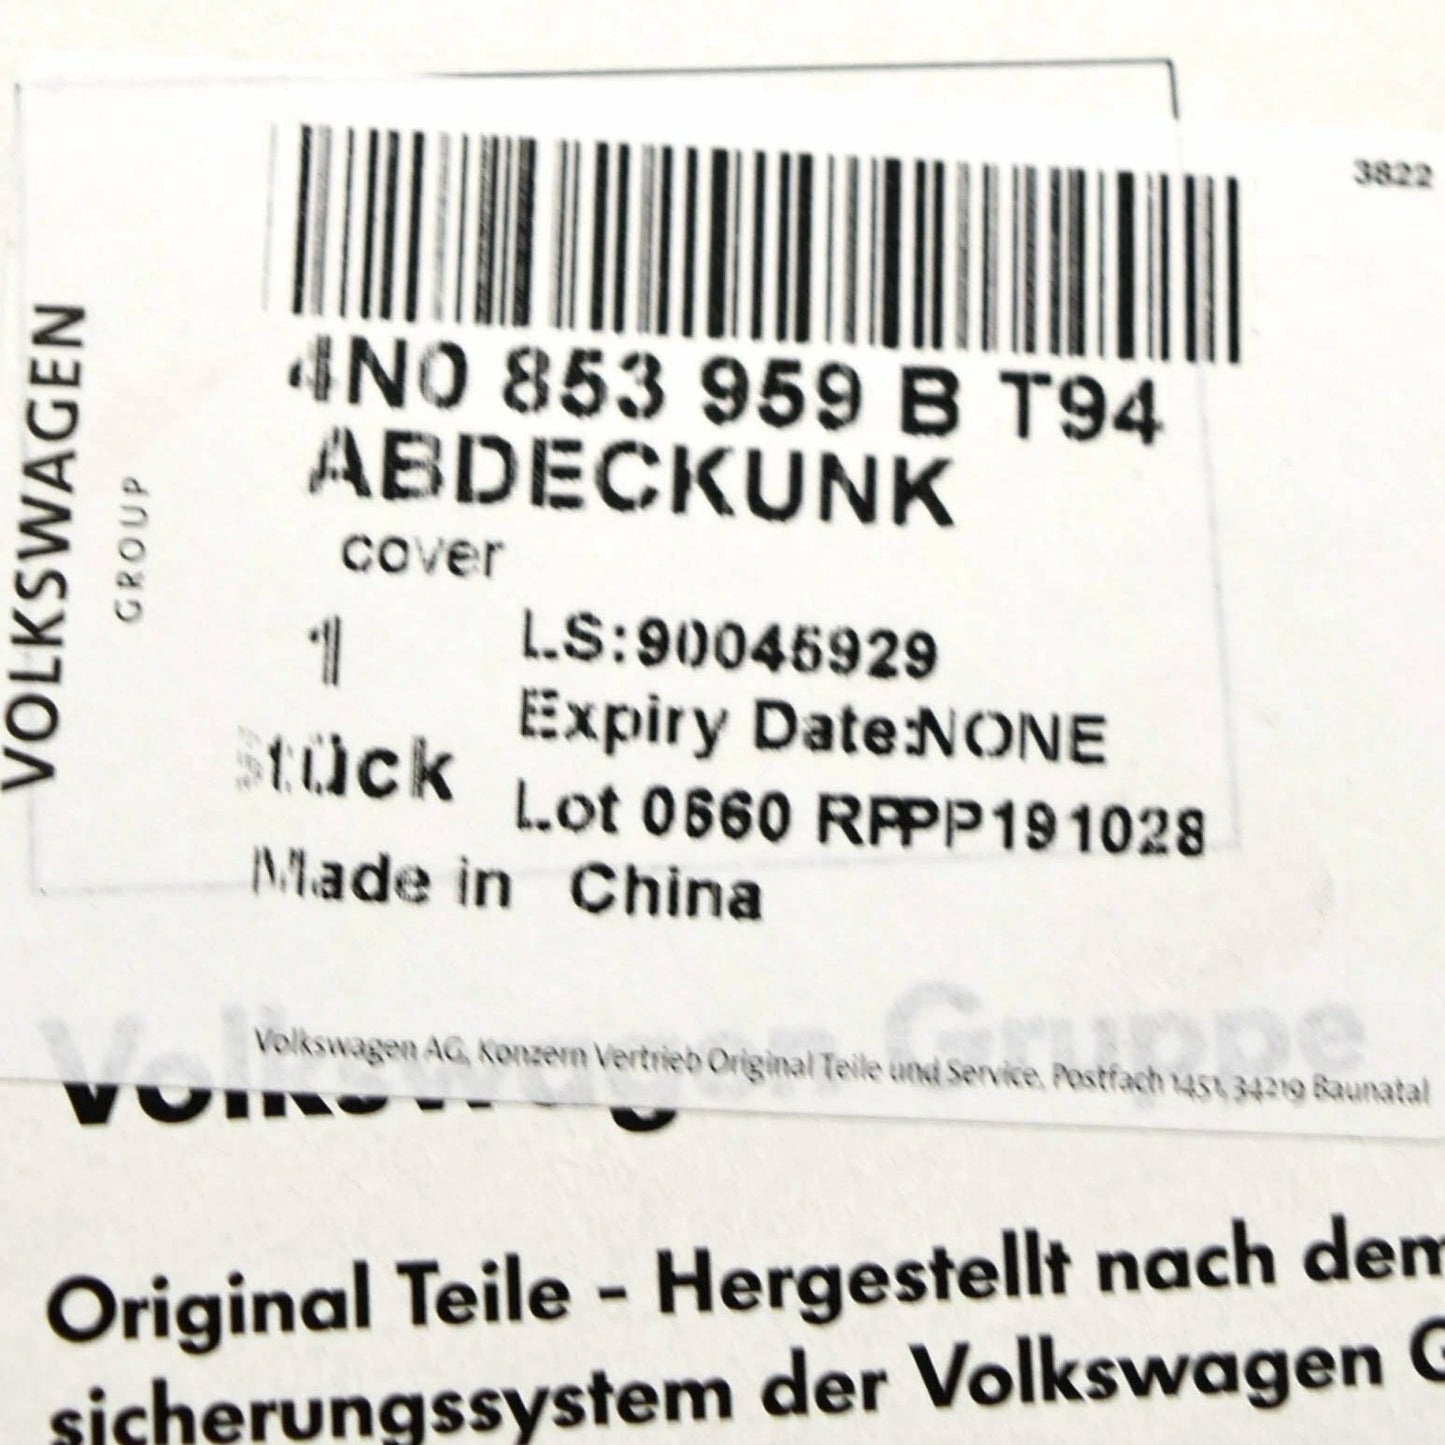 3822
VOLKSWAGEN
GROUP
4N0 853 959 B T94
ABDECKUNK
cover
1
LS:90045929
Expiry Date:NONE
Stück
Lot 0660 RPPP191028
Made in China
Volkswagen Gruppe
Volkswagen AG, Konzern Vertrieb Original Teile und Service, Postfach 1451, 34219 Baunatal
Original Teile - Hergestellt nach dem
sicherungssystem der Volkswagen G